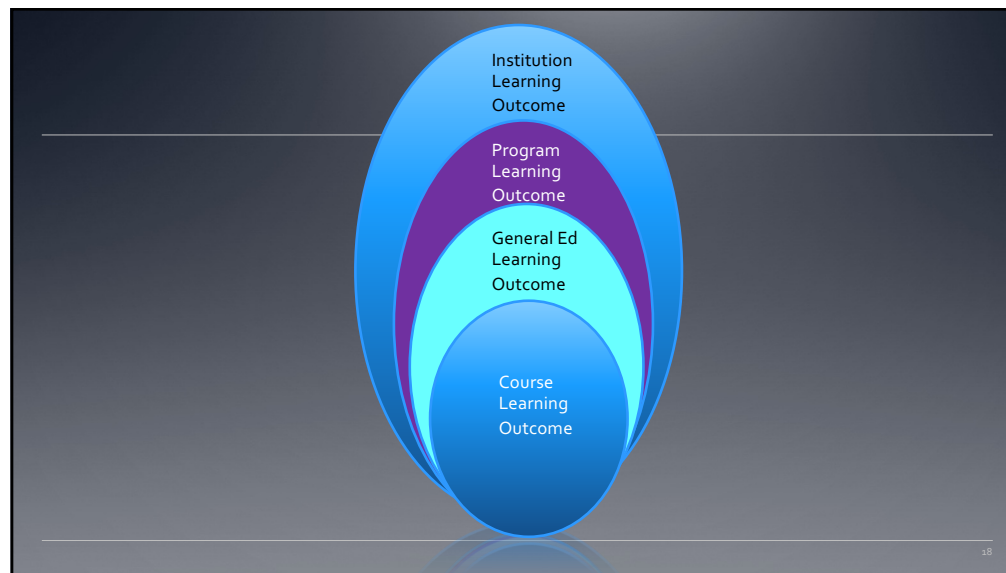 Institution
Learning
Outcome
Program
Learning
Outcome
General Ed
Learning
Outcome
Course
Learning
Outcome
18